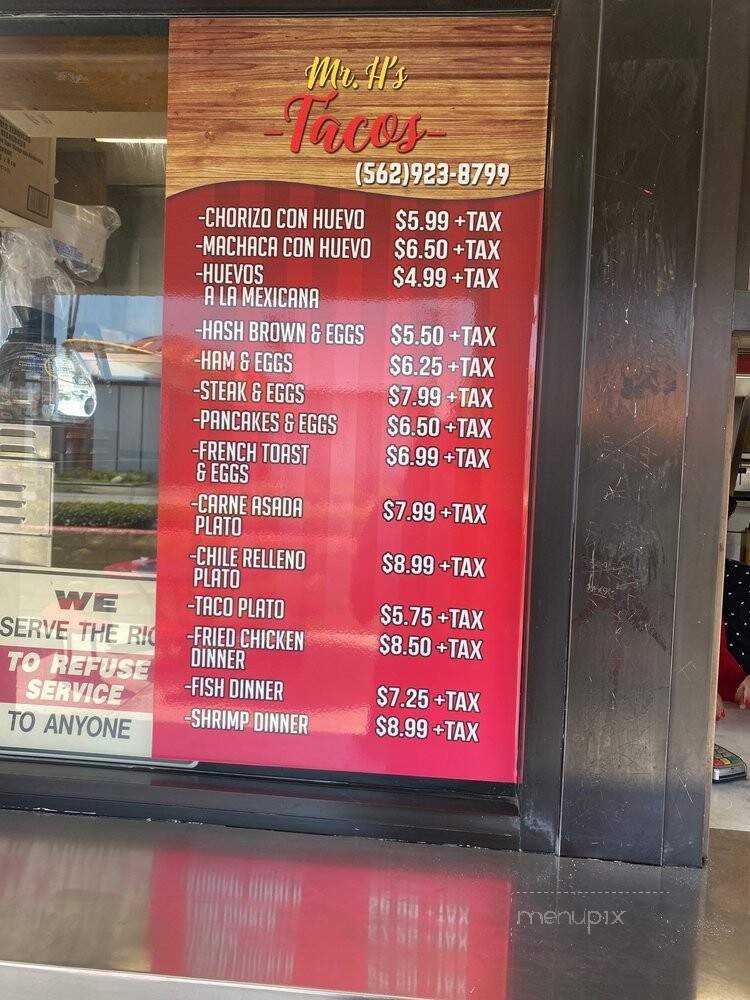 Mr. H's
-Tacos-
(562)923-8799
-CHORIZO CON HUEVO $5.99 +TAX
-MACHACA CON HUEVO $6.50 +TAX
-HUEVOS $4.99 +TAX
A LA MEXICANA
-HASH BROWN & EGGS $5.50 +TAX
-HAM & EGGS $6.25 +TAX
-STEAK & EGGS $7.99 +TAX
-PANCAKES & EGGS $6.50 +TAX
-FRENCH TOAST $6.99 +TAX
& EGGS
-CARNE ASADA $7.99 +TAX
PLATO
-CHILE RELLENO $8.99 +TAX
PLATO
-TACO PLATO $5.75 +TAX
-FRIED CHICKEN $8.50 +TAX
DINNER
-FISH DINNER $7.25 +TAX
-SHRIMP DINNER $8.99 +TAX
WE
SERVE THE RIG
TO REFUSE
SERVICE
TO ANYONE
menupix